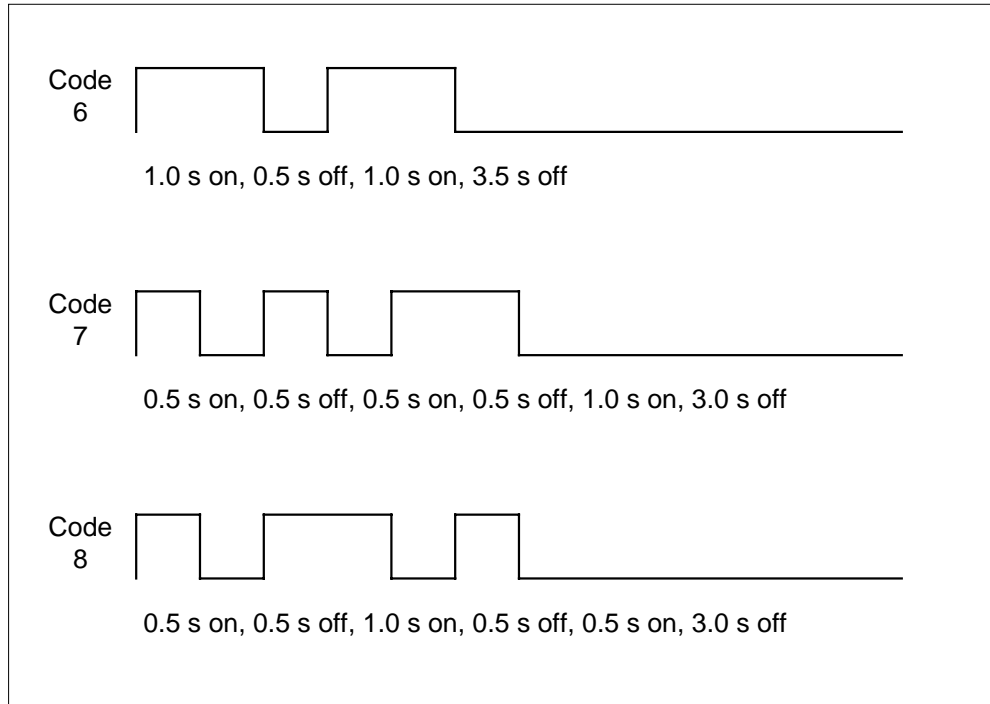 Code
6
1.0 s on, 0.5 s off, 1.0 s on, 3.5 s off
Code
7
0.5 s on, 0.5 s off, 0.5 s on, 0.5 s off, 1.0 s on, 3.0 s off
Code
8
0.5 s on, 0.5 s off, 1.0 s on, 0.5 s off, 0.5 s on, 3.0 s off